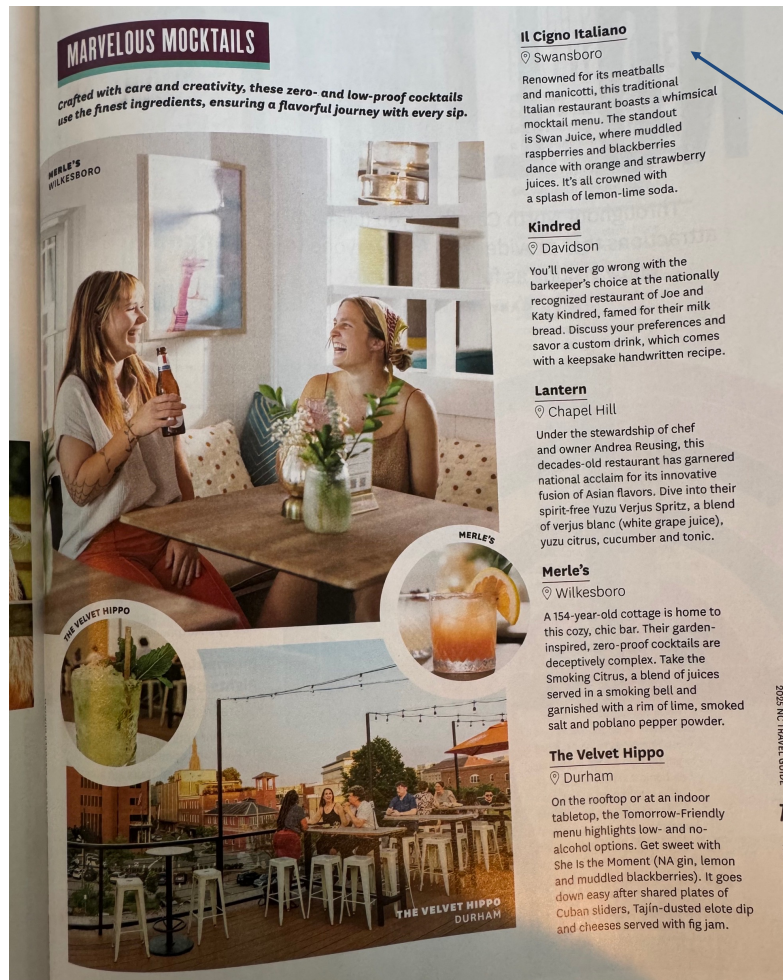 MARVELOUS MOCKTAILS
Crafted with care and creativity, these zero- and low-proof cocktails
use the finest ingredients, ensuring a flavorful journey with every sip.
MERLE'S
WILKESBORO
MERLE'S
THE VELVET HIPPO
THE VELVET HIPPO
DURHAM
Il Cigno Italiano
Swansboro
Renowned for its meatballs
and manicotti, this traditional
Italian restaurant boasts a whimsical
mocktail menu. The standout
is Swan Juice, where muddled
raspberries and blackberries
dance with orange and strawberry
juices. It's all crowned with
a splash of lemon-lime soda.
Kindred
Davidson
You'll never go wrong with the
barkeeper's choice at the nationally
recognized restaurant of Joe and
Katy Kindred, famed for their milk
bread. Discuss your preferences and
savor a custom drink, which comes
with a keepsake handwritten recipe.
Lantern
Chapel Hill
Under the stewardship of chef
and owner Andrea Reusing, this
decades-old restaurant has garnered
national acclaim for its innovative
fusion of Asian flavors. Dive into their
spirit-free Yuzu Verjus Spritz, a blend
of verjus blanc (white grape juice),
yuzu citrus, cucumber and tonic.
Merle's
Wilkesboro
A 154-year-old cottage is home to
this cozy, chic bar. Their garden-
inspired, zero-proof cocktails are
deceptively complex. Take the
Smoking Citrus, a blend of juices
served in a smoking bell and
garnished with a rim of lime, smoked
salt and poblano pepper powder.
The Velvet Hippo
Durham
On the rooftop or at an indoor
tabletop, the Tomorrow-Friendly
menu highlights low- and no-
alcohol options. Get sweet with
She Is the Moment (NA gin, lemon
and muddled blackberries). It goes
down easy after shared plates of
Cuban sliders, Tajín-dusted elote dip
and cheeses served with fig jam.
2025 NC TRAVEL GUIDE